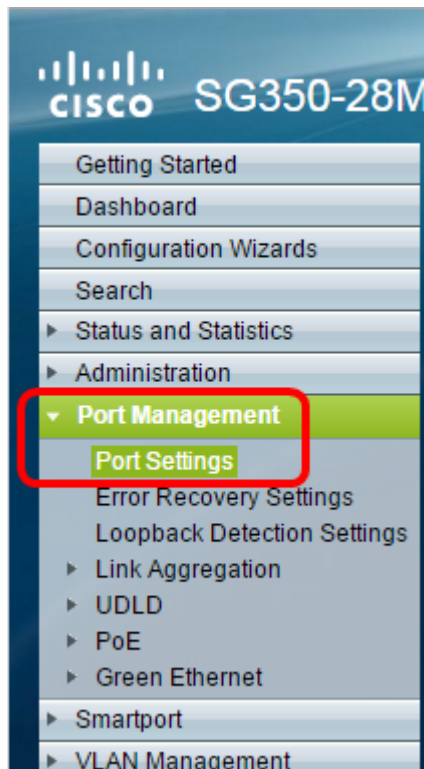 CISCO SG350-28M
Getting Started
Dashboard
Configuration Wizards
Search
Status and Statistics
Administration
Port Management
Port Settings
Error Recovery Settings
Loopback Detection Settings
Link Aggregation
UDLD
PoE
Green Ethernet
Smartport
VLAN Management